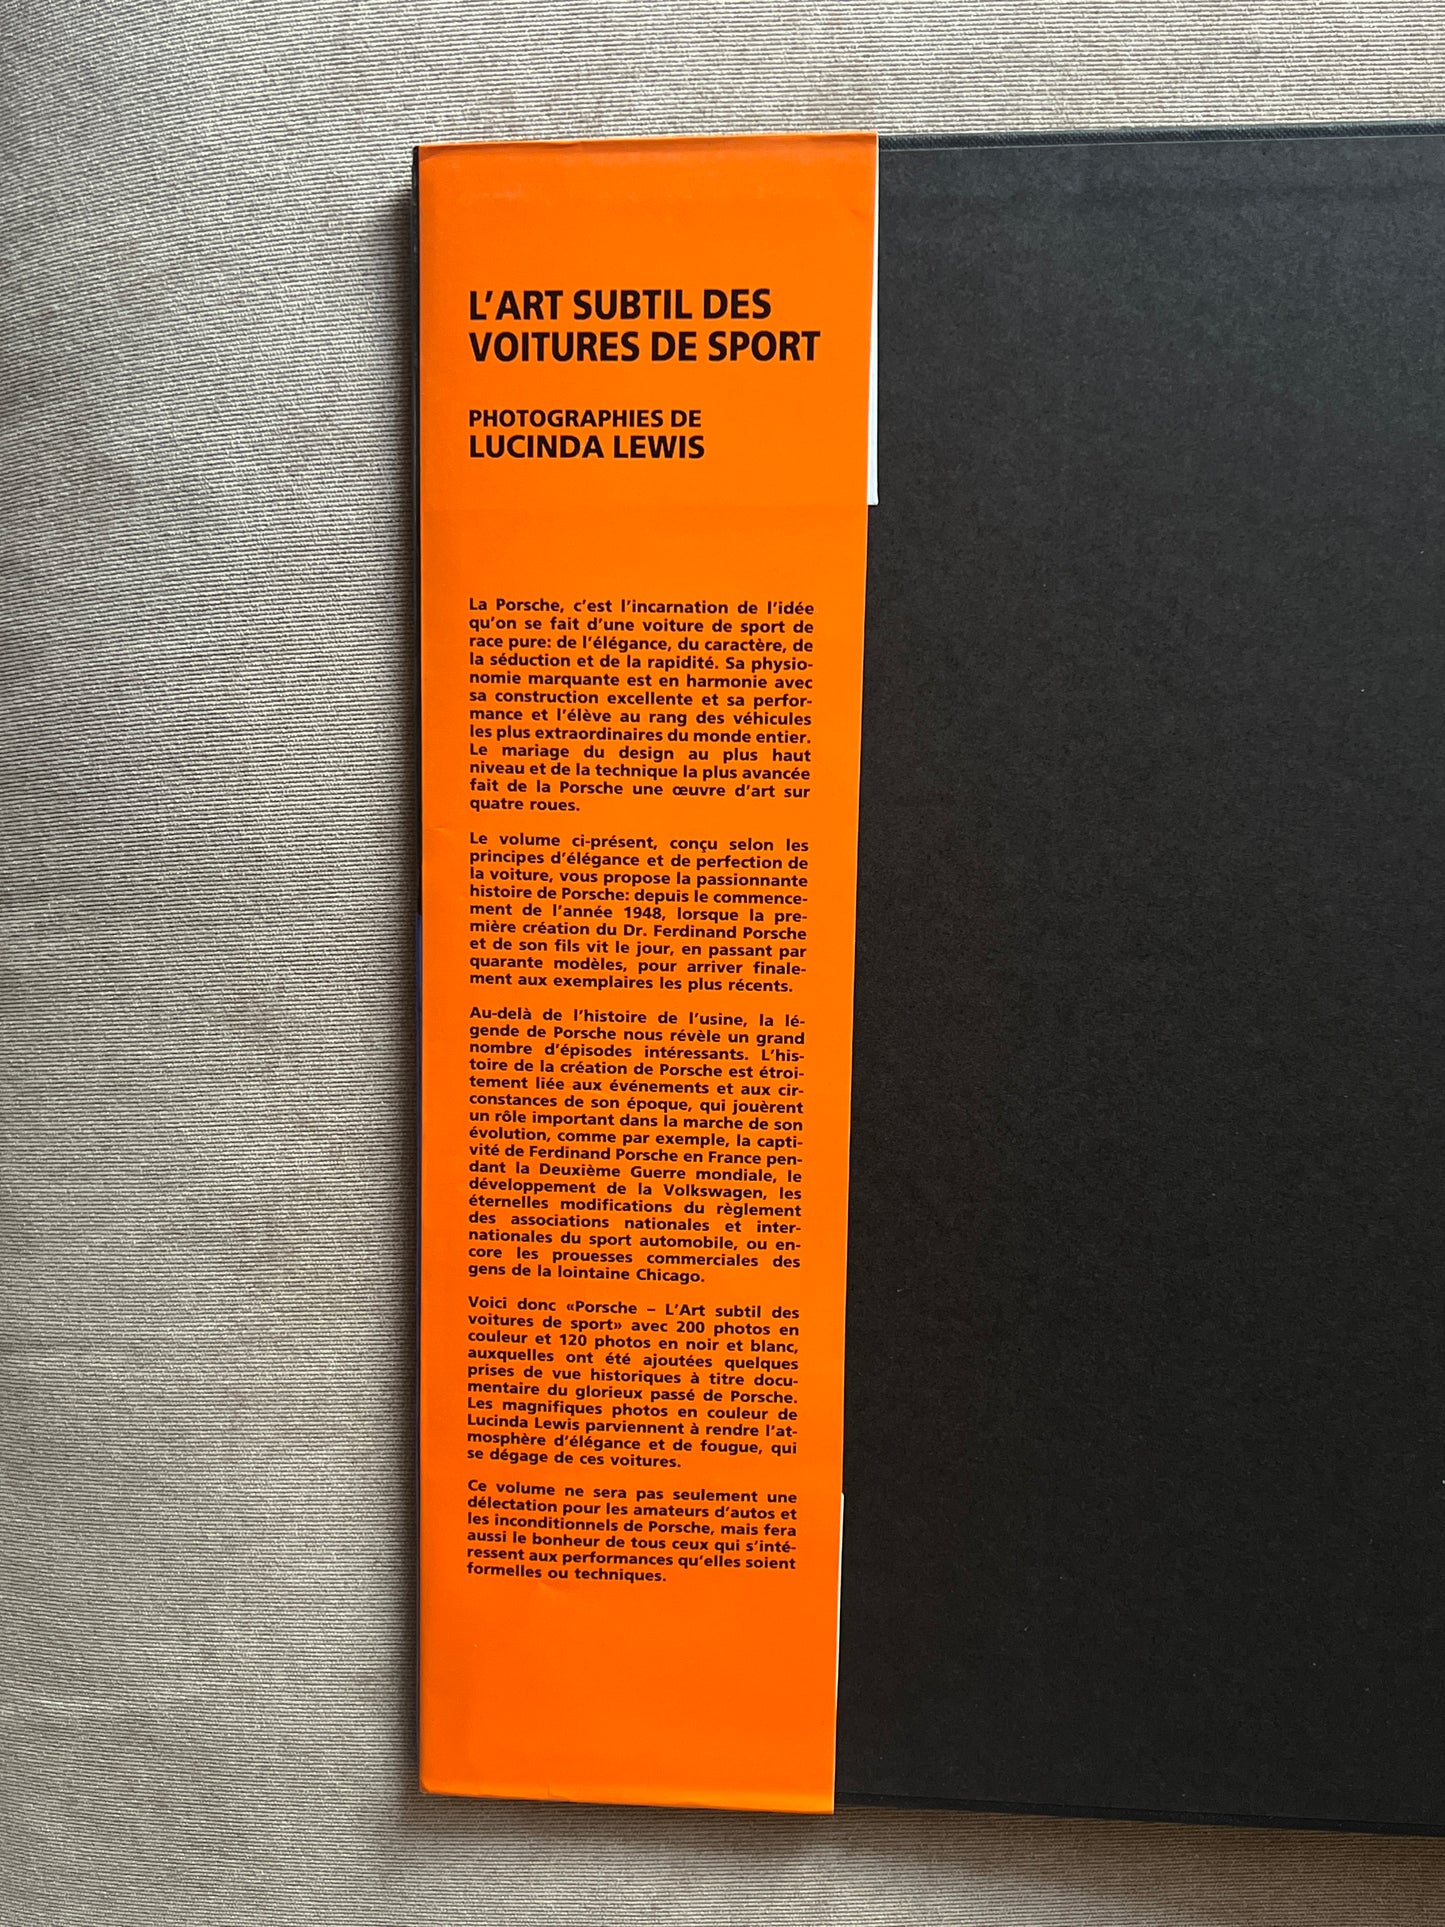 L'ART SUBTIL DES
VOITURES DE SPORT
PHOTOGRAPHIES DE
LUCINDA LEWIS
La Porsche, c'est l'incarnation de l'idée
qu'on se fait d'une voiture de sport de
race pure: de l'élégance, du caractère, de
la séduction et de la rapidité. Sa physio-
nomie marquante est en harmonie avec
sa construction excellente et sa perfor-
mance et l'élève au rang des véhicules
les plus extraordinaires du monde entier.
Le mariage du design au plus haut
niveau et de la technique la plus avancée
fait de la Porsche une œuvre d'art sur
quatre roues.
Le volume ci-présent, conçu selon les
principes d'élégance et de perfection de
la voiture, vous propose la passionnante
histoire de Porsche: depuis le commence-
ment de l'année 1948, lorsque la pre-
mière création du Dr. Ferdinand Porsche
et de son fils vit le jour, en passant par
quarante modèles, pour arriver finale-
ment aux exemplaires les plus récents.
Au-delà de l'histoire de l'usine, la lé-
gende de Porsche nous révèle un grand
nombre d'épisodes intéressants. L'his-
toire de la création de Porsche est étroi-
tement liée aux événements et aux cir-
constances de son époque, qui jouèrent
un rôle important dans la marche de son
évolution, comme par exemple, la capti-
vité de Ferdinand Porsche en France pen-
dant la Deuxième Guerre mondiale, le
développement de la Volkswagen, les
éternelles modifications du règlement
des associations nationales et inter-
nationales du sport automobile, ou en-
core les prouesses commerciales des
gens de la lointaine Chicago.
Voici donc «Porsche – L'Art subtil des
voitures de sport» avec 200 photos en
couleur et 120 photos en noir et blanc,
auxquelles ont été ajoutées quelques
prises de vue historiques à titre docu-
mentaire du glorieux passé de Porsche.
Les magnifiques photos en couleur de
Lucinda Lewis parviennent à rendre l'at-
mosphère d'élégance et de fougue, qui
se dégage de ces voitures.
Ce volume ne sera pas seulement une
délectation pour les amateurs d'autos et
les inconditionnels de Porsche, mais fera
aussi le bonheur de tous ceux qui s'inté-
ressent aux performances qu'elles soient
formelles ou techniques.